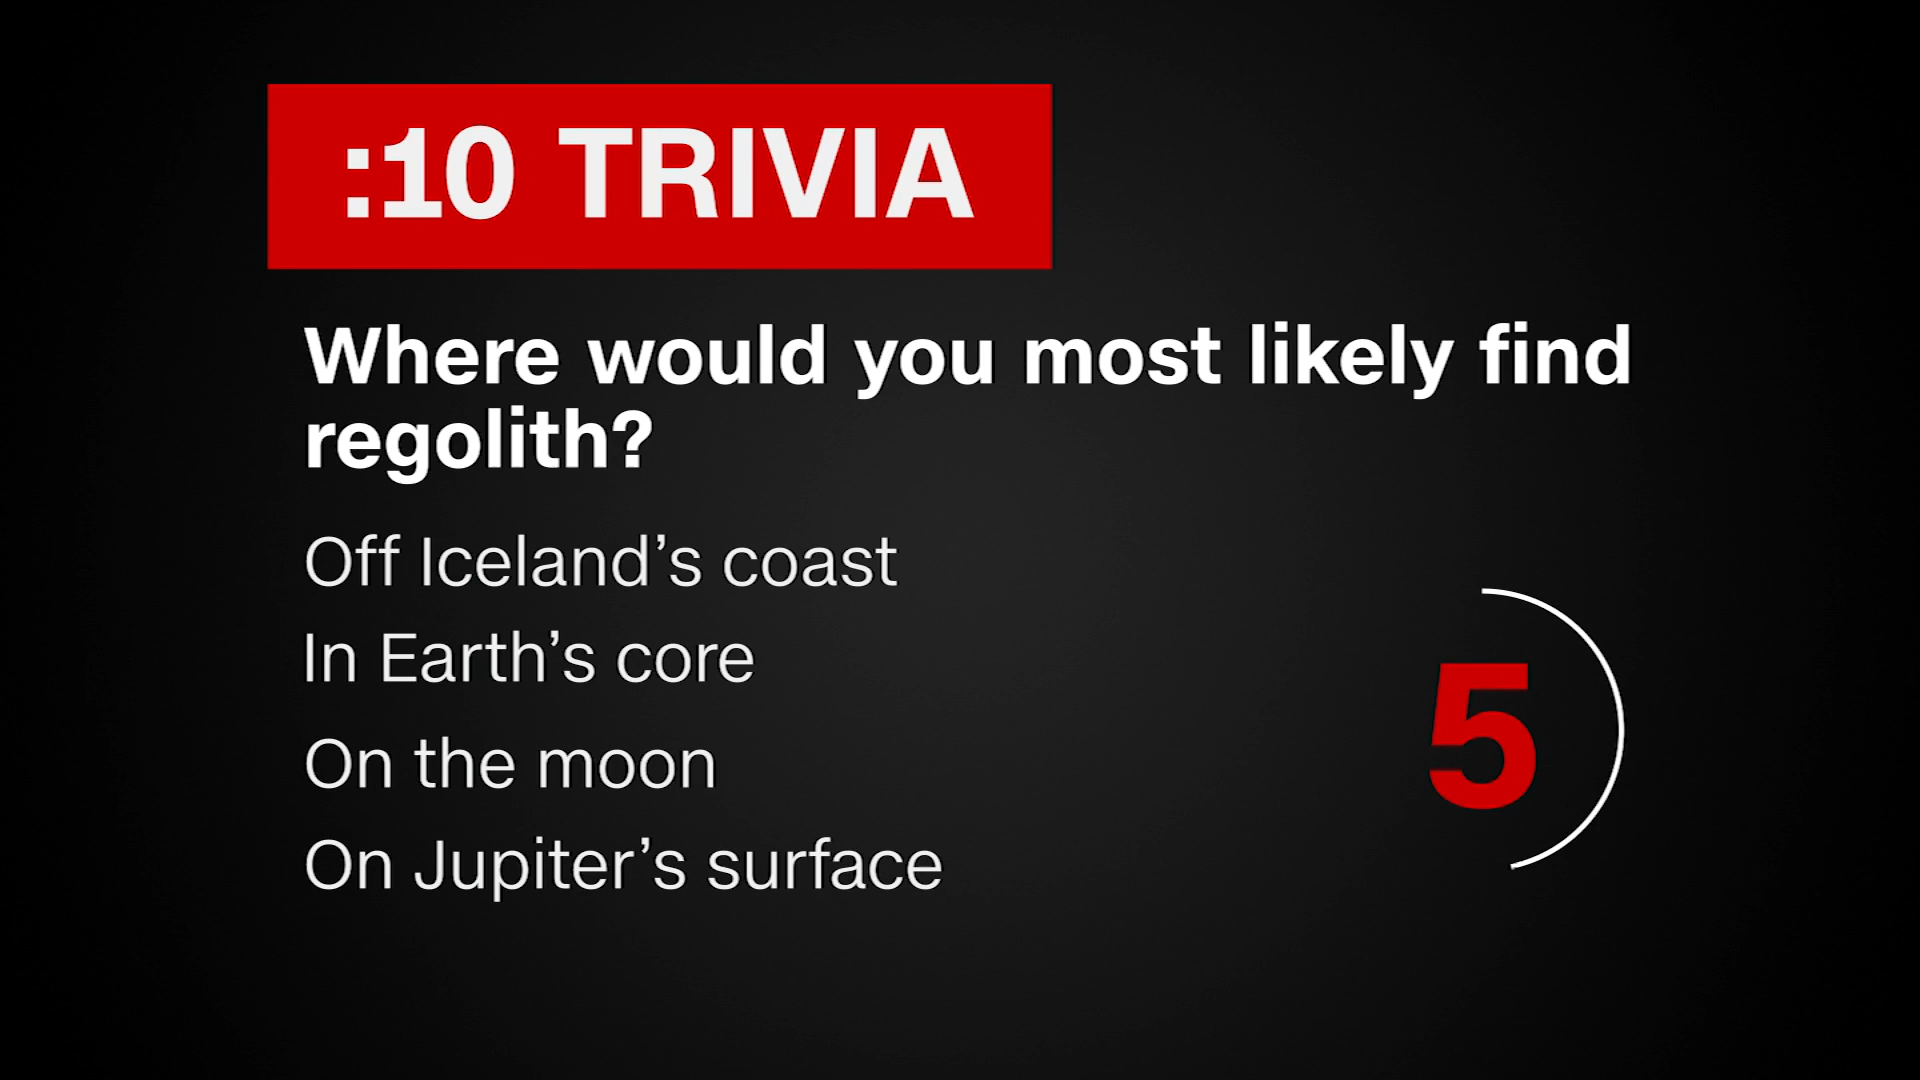 :10 TRIVIA
Where would you most likely find
regolith?
Off Iceland’s coast
In Earth’s core
On the moon
On Jupiter’s surface
5